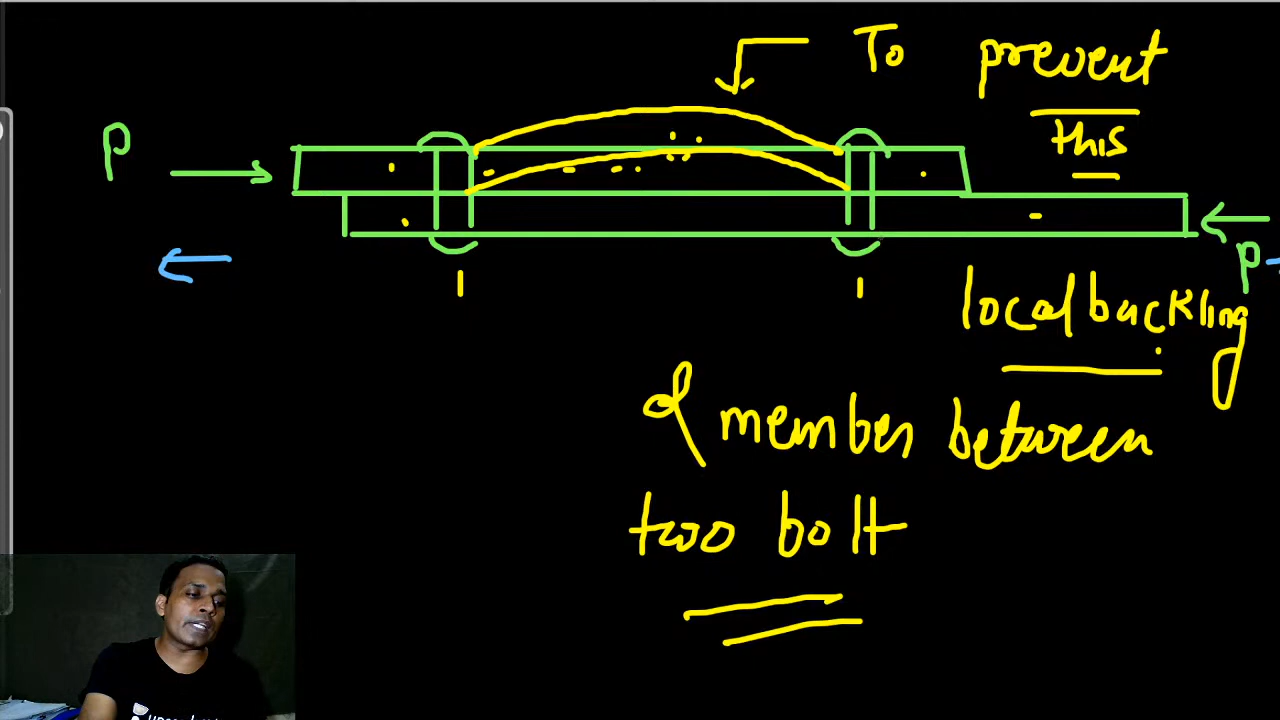 To prevent
this
P
P
local buckling
of member between
two bolt